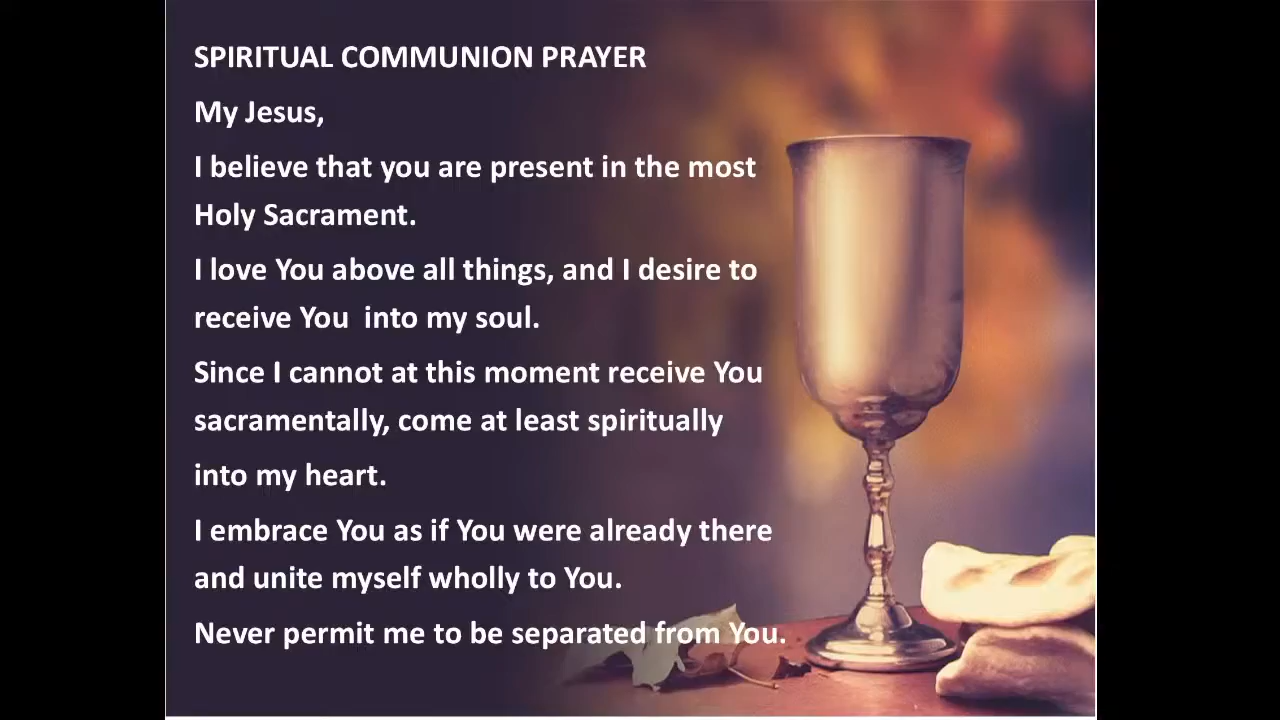 SPIRITUAL COMMUNION PRAYER
My Jesus,
I believe that you are present in the most
Holy Sacrament.
I love You above all things, and I desire to
receive You  into my soul.
Since I cannot at this moment receive You
sacramentally, come at least spiritually
into my heart.
I embrace You as if You were already there
and unite myself wholly to You.
Never permit me to be separated from You.